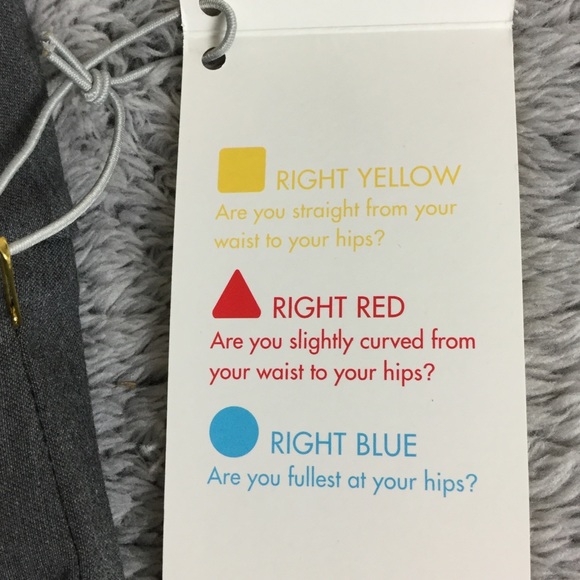 RIGHT YELLOW
Are you straight from your
waist to your hips?
RIGHT RED
Are you slightly curved from
your waist to your hips?
RIGHT BLUE
Are you fullest at your hips?